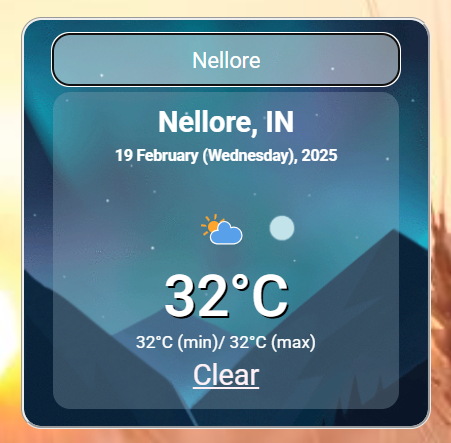 Nellore
Nellore, IN
19 February (Wednesday), 2025
32°C
32°C (min)/ 32°C (max)
Clear